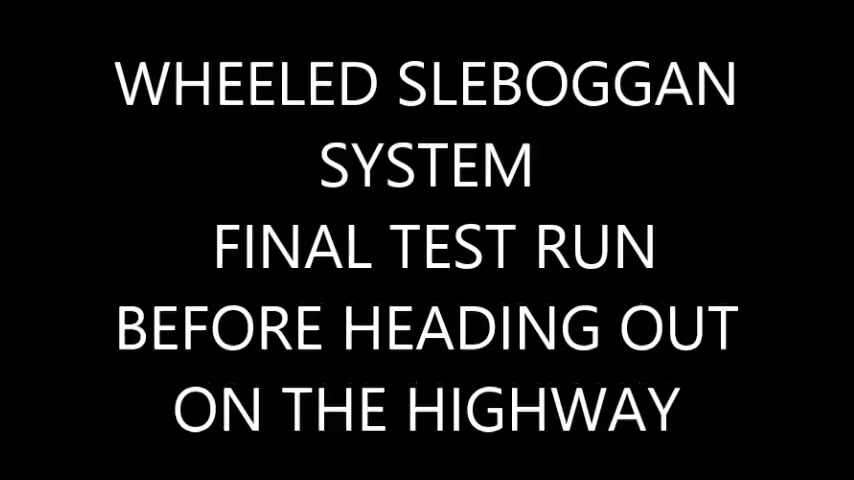 WHEELED SLEBOGGAN
SYSTEM
FINAL TEST RUN
BEFORE HEADING OUT
ON THE HIGHWAY